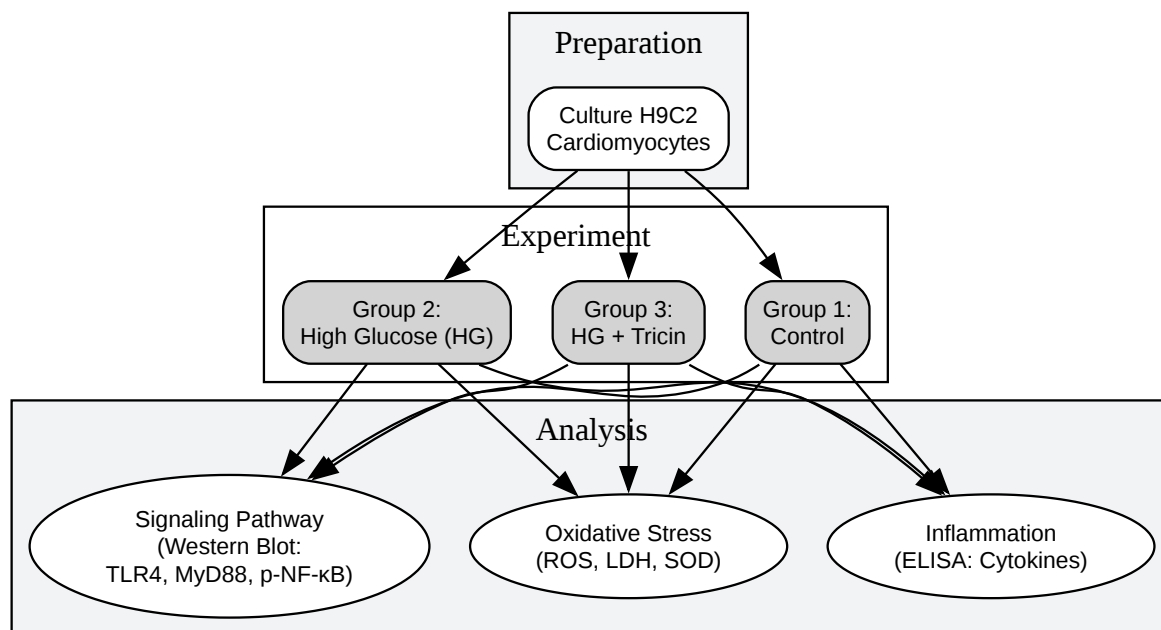 Preparation
Culture H9C2
Cardiomyocytes
Experiment
Group 2:
High Glucose (HG)
Group 3:
HG + Tricin
Group 1:
Control
Analysis
Signaling Pathway
(Western Blot:
TLR4, MyD88, p-NF-κB)
Oxidative Stress
(ROS, LDH, SOD)
Inflammation
(ELISA: Cytokines)